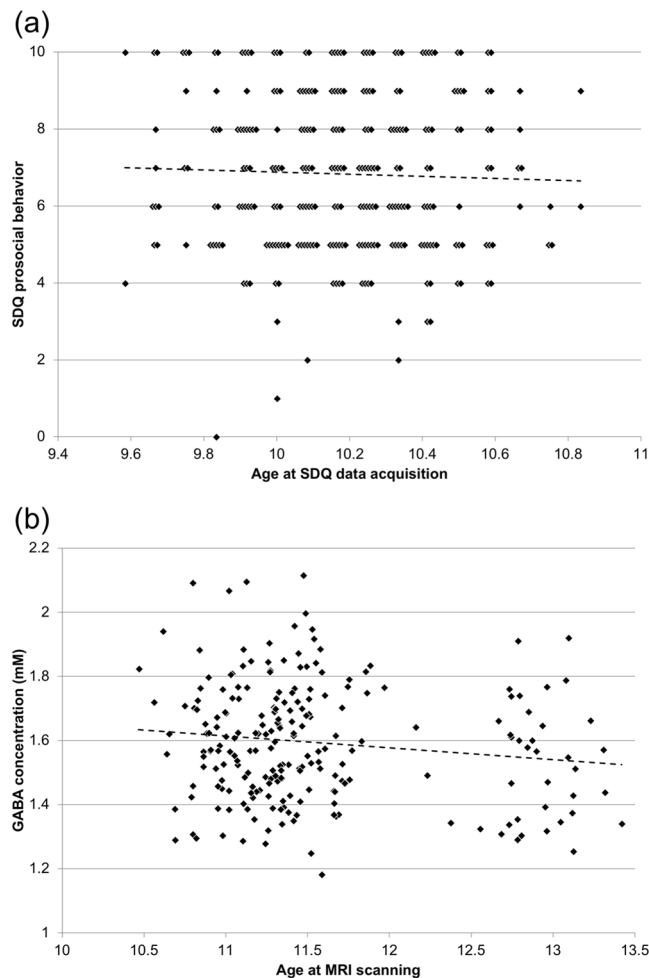 (a)
10
8
6
4
2
0
SDQ prosocial behavior
9.4 9.6 9.8 10 10.2 10.4 10.6 10.8 11
Age at SDQ data acquisition
(b)
2.2
2
1.8
1.6
1.4
1.2
1
GABA concentration (mM)
10 10.5 11 11.5 12 12.5 13 13.5
Age at MRI scanning